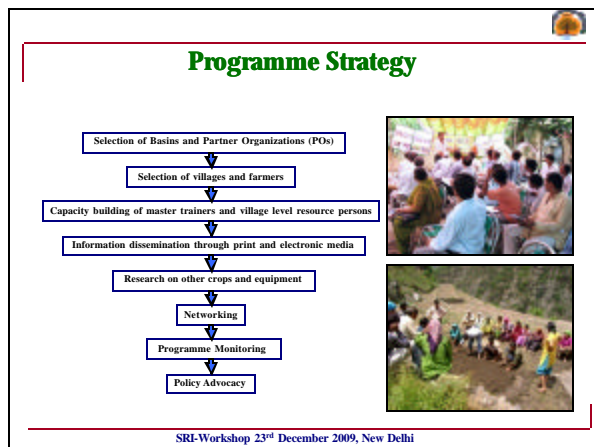 Programme Strategy
Selection of Basins and Partner Organizations (POs)
Selection of villages and farmers
Capacity building of master trainers and village level resource persons
Information dissemination through print and electronic media
Research on other crops and equipment
Networking
Programme Monitoring
Policy Advocacy
SRI-Workshop 23rd December 2009, New Delhi